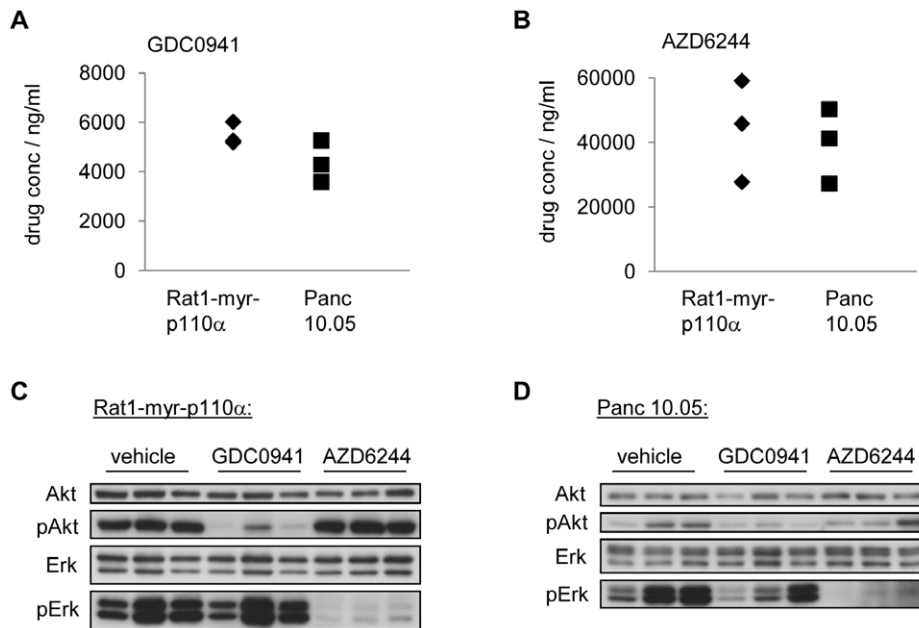 A
GDC0941
8000
6000
4000
2000
0
drug conc / ng/ml
Rat1-myr-
p110α
Panc
10.05
B
AZD6244
60000
40000
20000
0
drug conc / ng/ml
Rat1-myr-
p110α
Panc
10.05
C
Rat1-myr-p110α:
vehicle GDC0941 AZD6244
Akt
pAkt
Erk
pErk
D
Panc 10.05:
vehicle GDC0941 AZD6244
Akt
pAkt
Erk
pErk